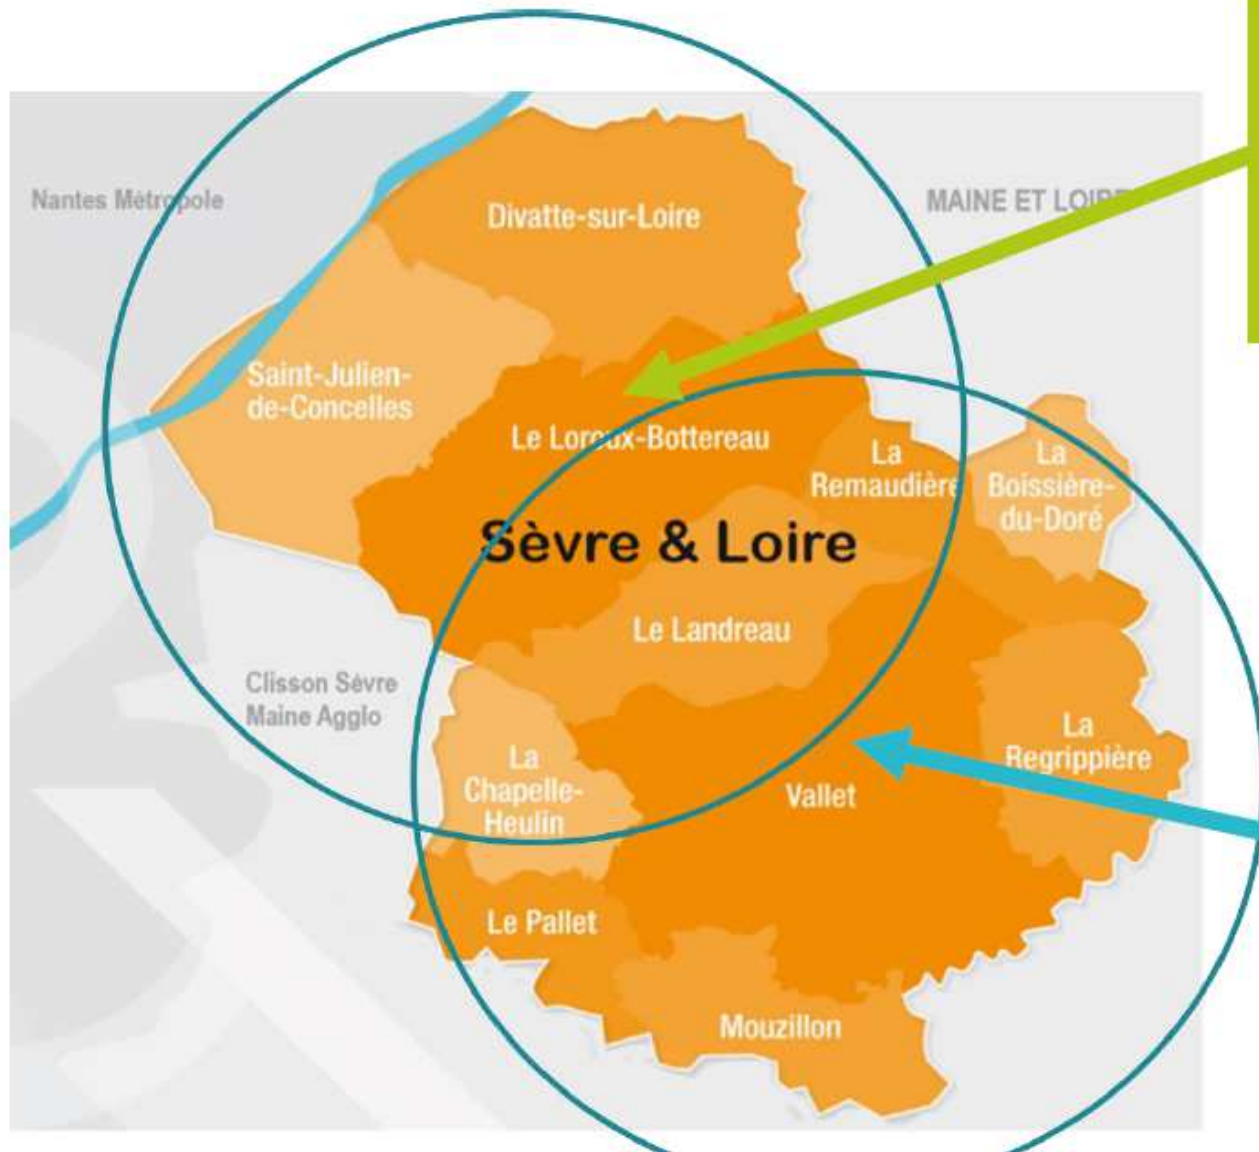 Nantes Métropole
Divatte-sur-Loire
MAINE ET LOIRE
Saint-Julien-
de-Concelles
Le Loroux-Bottereau
La
Remaudière
La
Boissière-
du-Doré
Sèvre & Loire
Le Landreau
Clisson Sèvre
Maine Agglo
La
Regrippière
La
Chapelle-
Heulin
Vallet
Le Pallet
Mouzillon